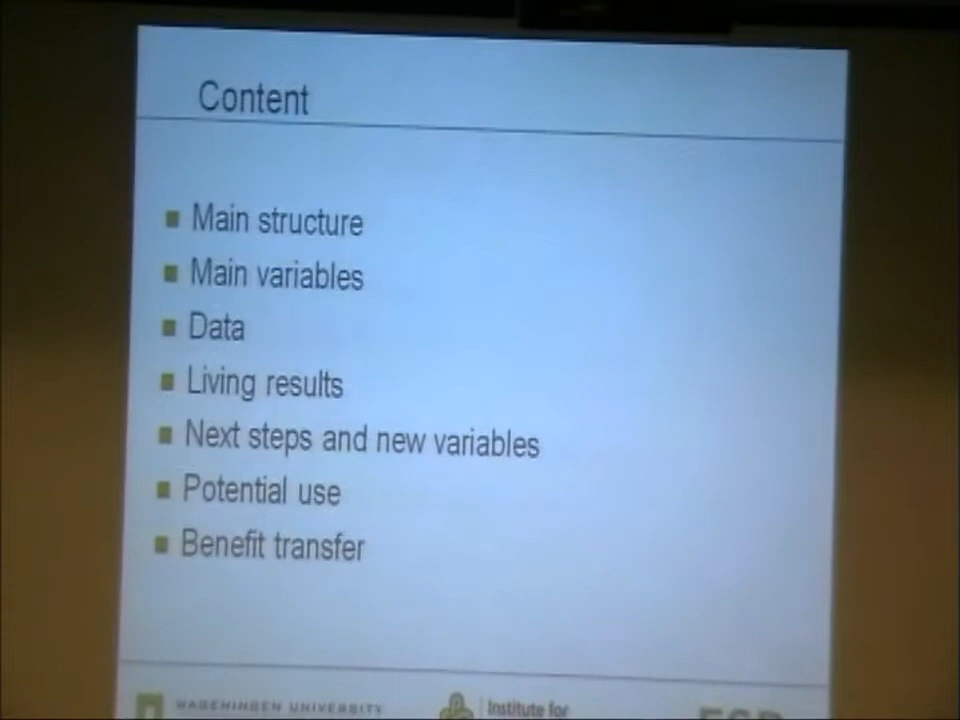 Content
Main structure
Main variables
Data
Living results
Next steps and new variables
Potential use
Benefit transfer
WAGENINGEN UNIVERSITY
Institute for